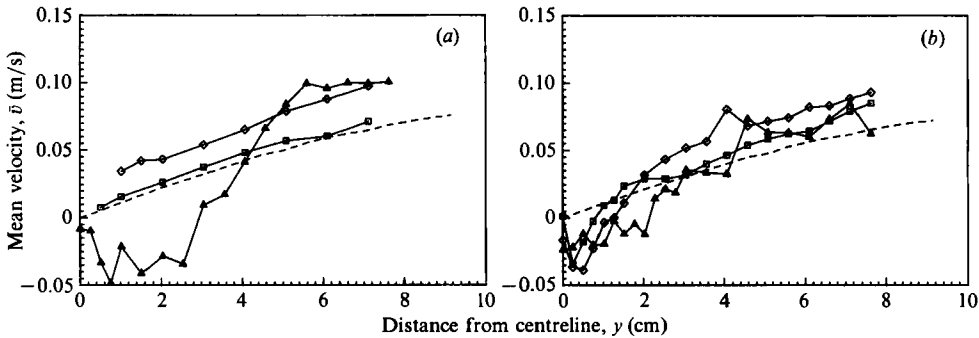 0.15
0.10
0.05
0
−0.05
Mean velocity, v̄ (m/s)
(a)
0 2 4 6 8 10
0.15
0.10
0.05
0
−0.05
(b)
0 2 4 6 8 10
Distance from centreline, y (cm)